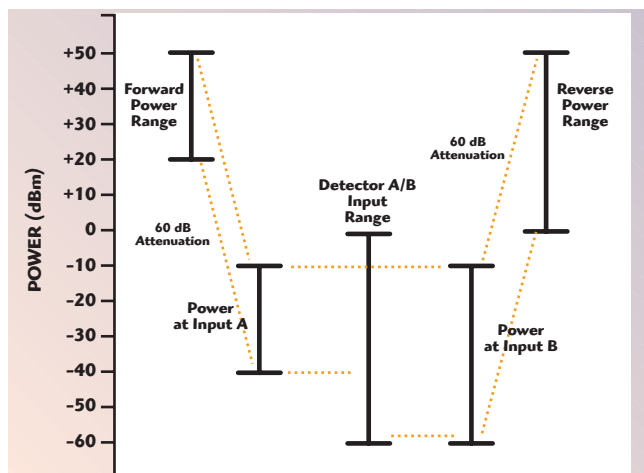 POWER (dBm)
+50
+40
+30
+20
+10
0
–10
–20
–30
–40
–50
–60
Forward
Power
Range
60 dB
Attenuation
Power
at Input A
Detector A/B
Input
Range
60 dB
Attenuation
Power
at Input B
Reverse
Power
Range